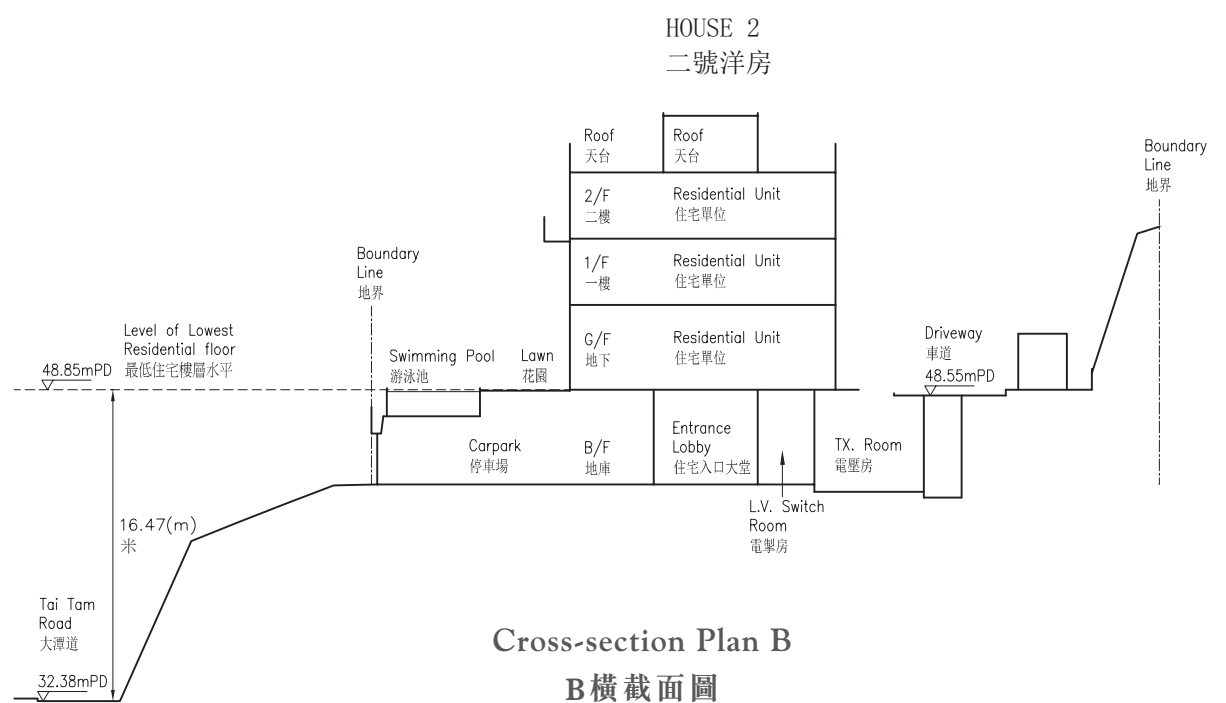 HOUSE 2
二號洋房
Roof
天台
Roof
天台
Boundary
Line
地界
2/F
二樓
Residential Unit
住宅單位
Boundary
Line
地界
1/F
一樓
Residential Unit
住宅單位
Level of Lowest
Residential floor
最低住宅樓層水平
48.85mPD
Swimming Pool
游泳池
Lawn
花園
G/F
地下
Residential Unit
住宅單位
Driveway
車道
48.55mPD
Carpark
停車場
B/F
地庫
Entrance
Lobby
住宅入口大堂
TX. Room
電壓房
L.V. Switch
Room
電掣房
16.47(m)
米
Tai Tam
Road
大潭道
32.38mPD
Cross-section Plan B
B橫截面圖